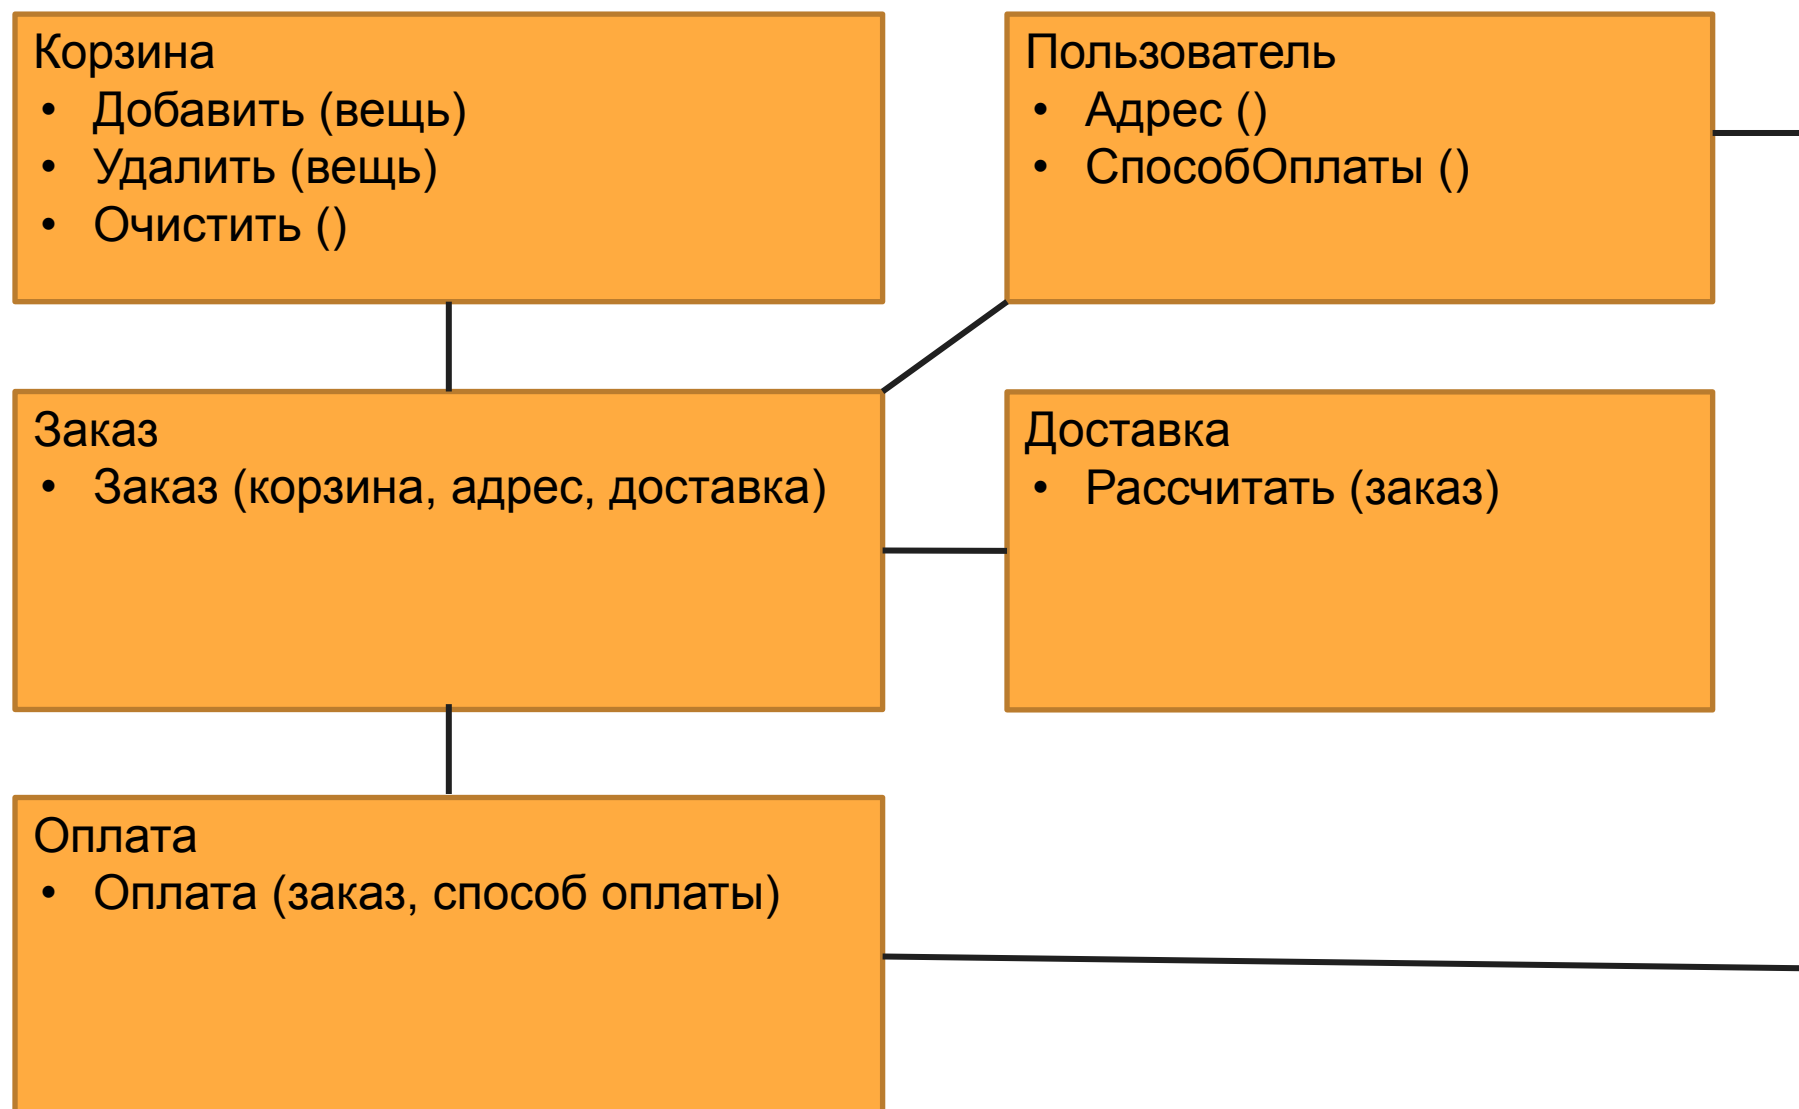 Корзина
• Добавить (вещь)
• Удалить (вещь)
• Очистить ()
Пользователь
• Адрес ()
• СпособОплаты ()
Заказ
• Заказ (корзина, адрес, доставка)
Доставка
• Рассчитать (заказ)
Оплата
• Оплата (заказ, способ оплаты)